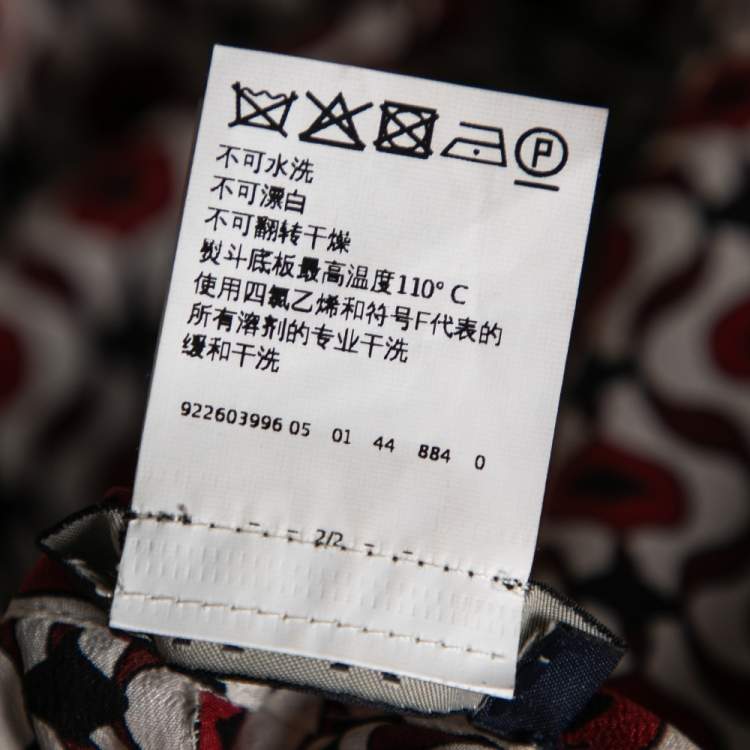 P
不可水洗
不可漂白
不可翻转干燥
熨斗底板最高温度110° C
使用四氯乙烯和符号F代表的
所有溶剂的专业干洗
缓和干洗
922603996 05 01 44 884 0
2/2